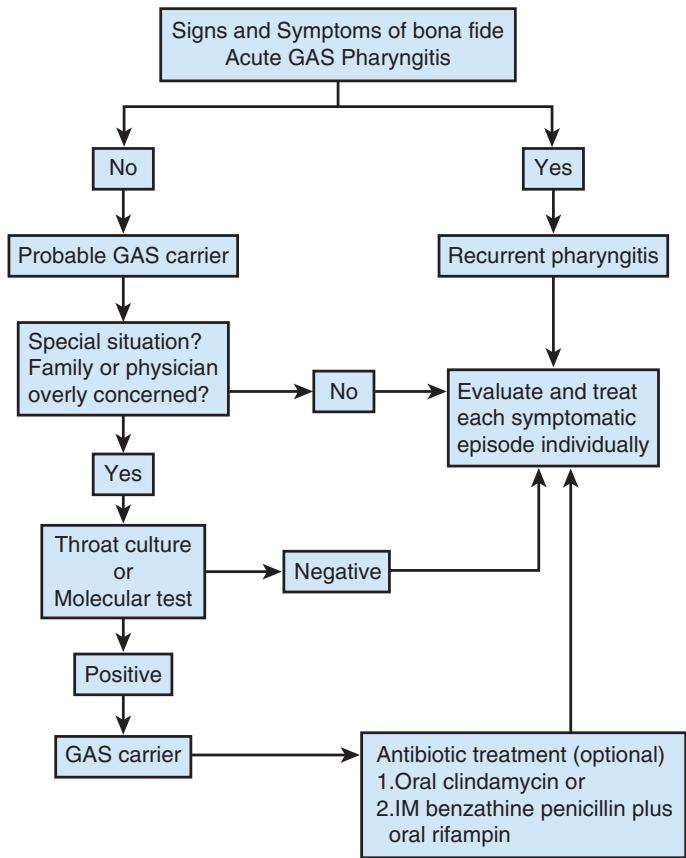 Signs and Symptoms of bona fide
Acute GAS Pharyngitis
No
Yes
Probable GAS carrier
Recurrent pharyngitis
Special situation?
Family or physician
overly concerned?
No
Evaluate and treat
each symptomatic
episode individually
Yes
Throat culture
or
Molecular test
Negative
Positive
GAS carrier
Antibiotic treatment (optional)
1.Oral clindamycin or
2.IM benzathine penicillin plus
oral rifampin